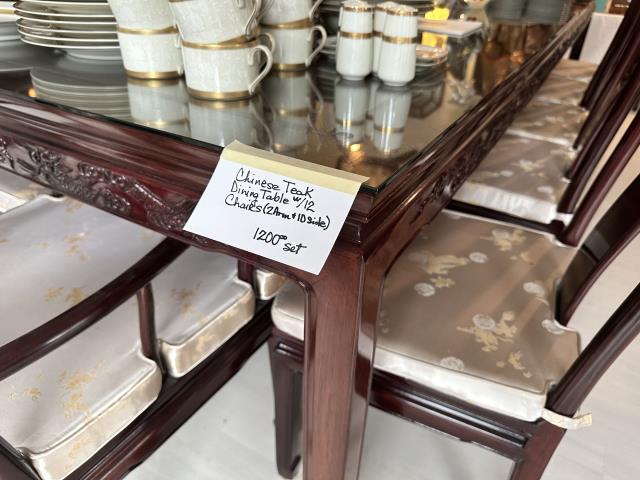 Chinese Teak
Dining Table w/12
Chairs (2 Arm + 10 side)
1200⁰⁰ set